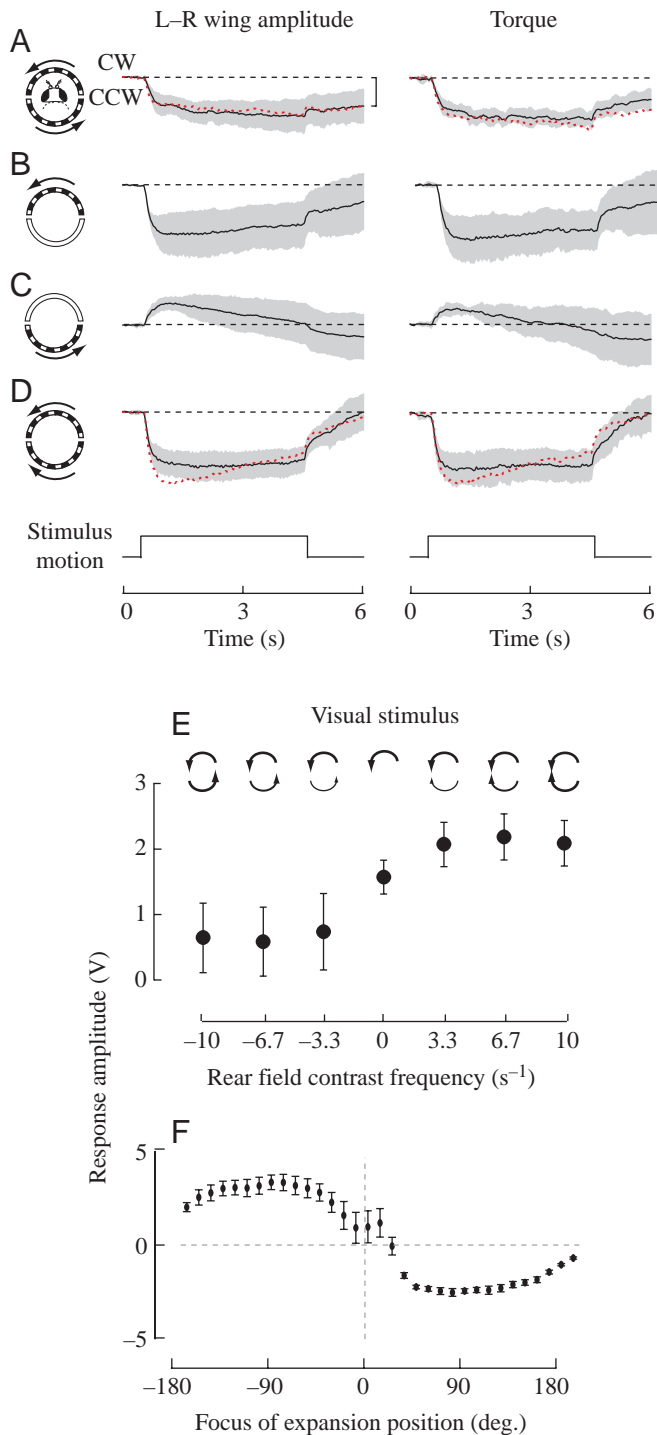 L–R wing amplitude
Torque
A
CW
CCW
B
C
D
Stimulus
motion
0
3
6
0
3
6
Time (s)
Time (s)
E
Visual stimulus
3
2
1
0
–10
–6.7
–3.3
0
3.3
6.7
10
Rear field contrast frequency (s–1)
Response amplitude (V)
F
5
0
–5
–180
–90
0
90
180
Focus of expansion position (deg.)